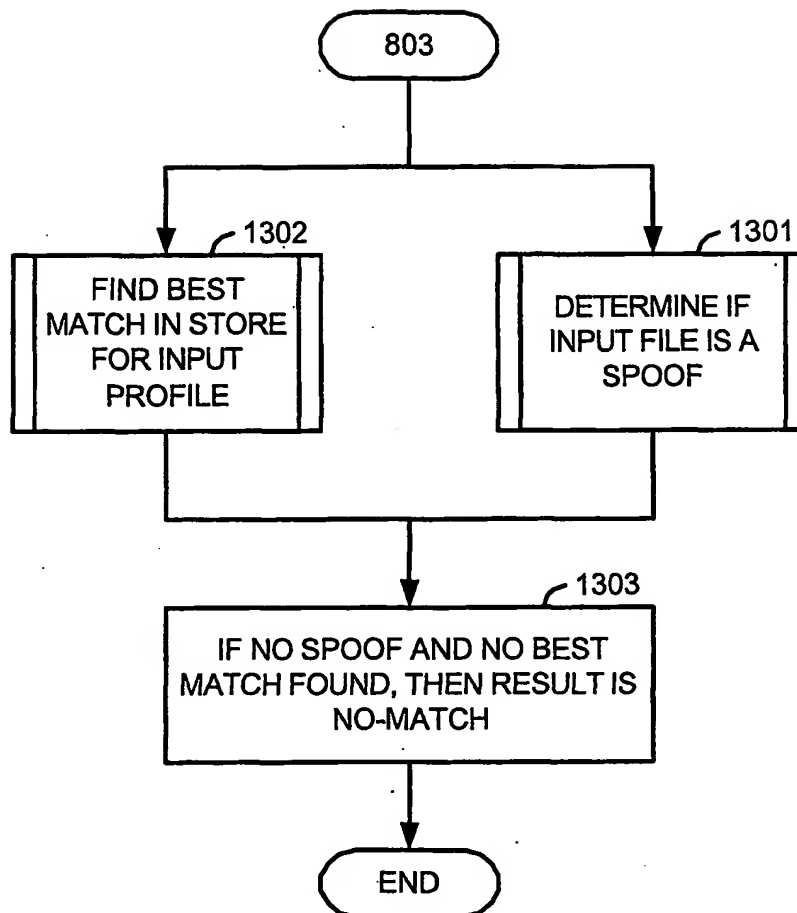 803
1302
FIND BEST
MATCH IN STORE
FOR INPUT
PROFILE
1301
DETERMINE IF
INPUT FILE IS A
SPOOF
1303
IF NO SPOOF AND NO BEST
MATCH FOUND, THEN RESULT IS
NO-MATCH
END